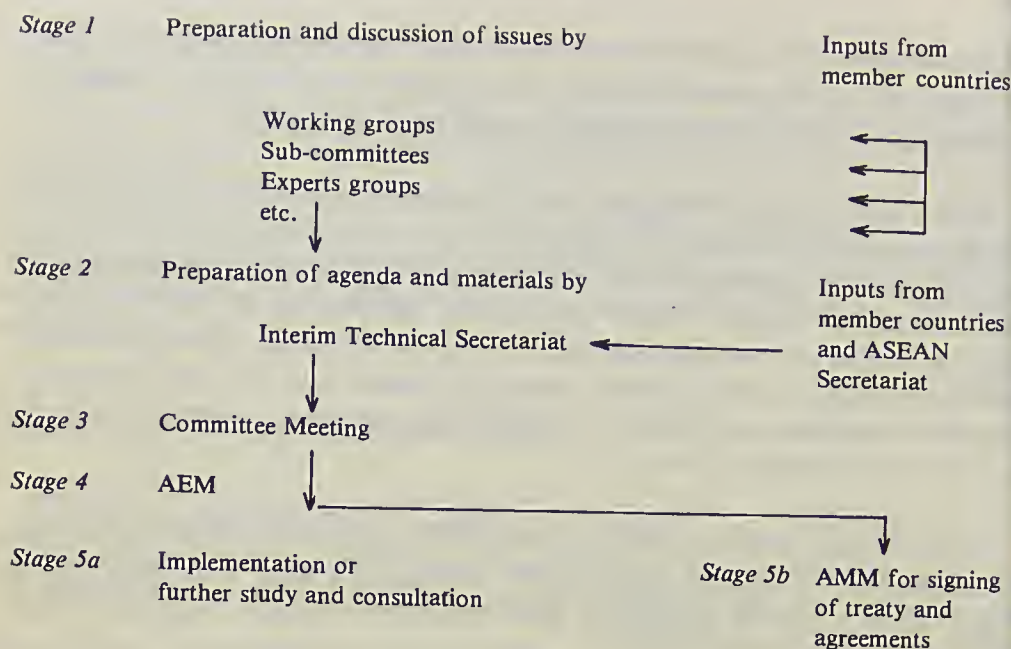 Stage 1 Preparation and discussion of issues by
Inputs from
member countries
Working groups
Sub-committees
Experts groups
etc.
Stage 2 Preparation of agenda and materials by
Interim Technical Secretariat
Inputs from
member countries
and ASEAN
Secretariat
Stage 3 Committee Meeting
Stage 4 AEM
Stage 5a Implementation or
further study and consultation
Stage 5b AMM for signing
of treaty and
agreements